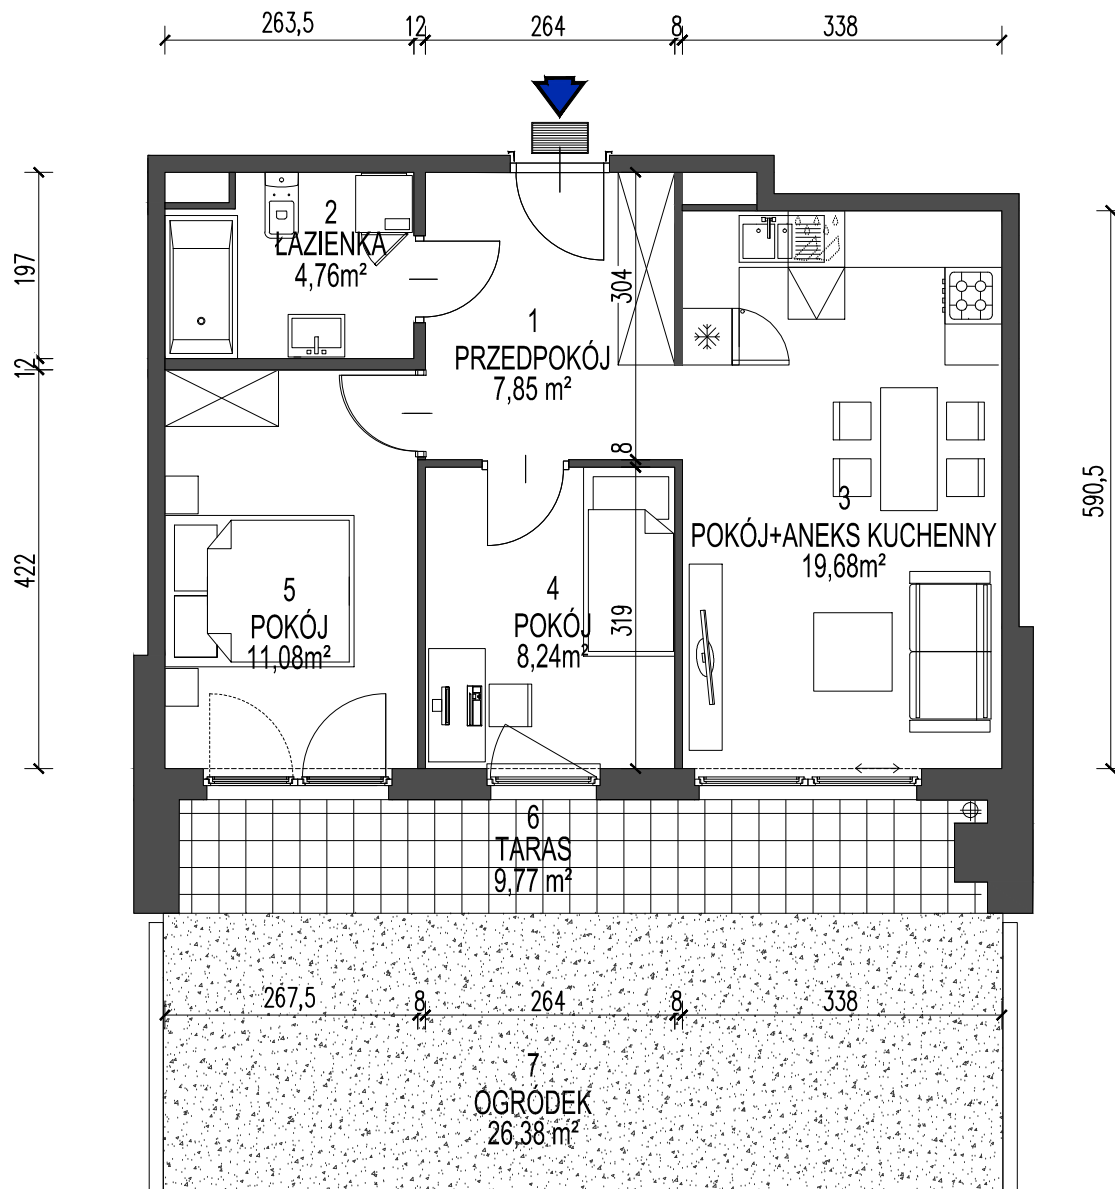 263,5 12 264 8 338
2
ŁAZIENKA
4,76m²
197
304
1
PRZEDPOKÓJ
7,85 m²
12
8
590,5
3
POKÓJ+ANEKS KUCHENNY
19,68m²
422
5
POKÓJ
11,08m²
4
POKÓJ
8,24m²
319
6
TARAS
9,77 m²
267,5 8 264 8 338
7
OGRÓDEK
26,38 m²